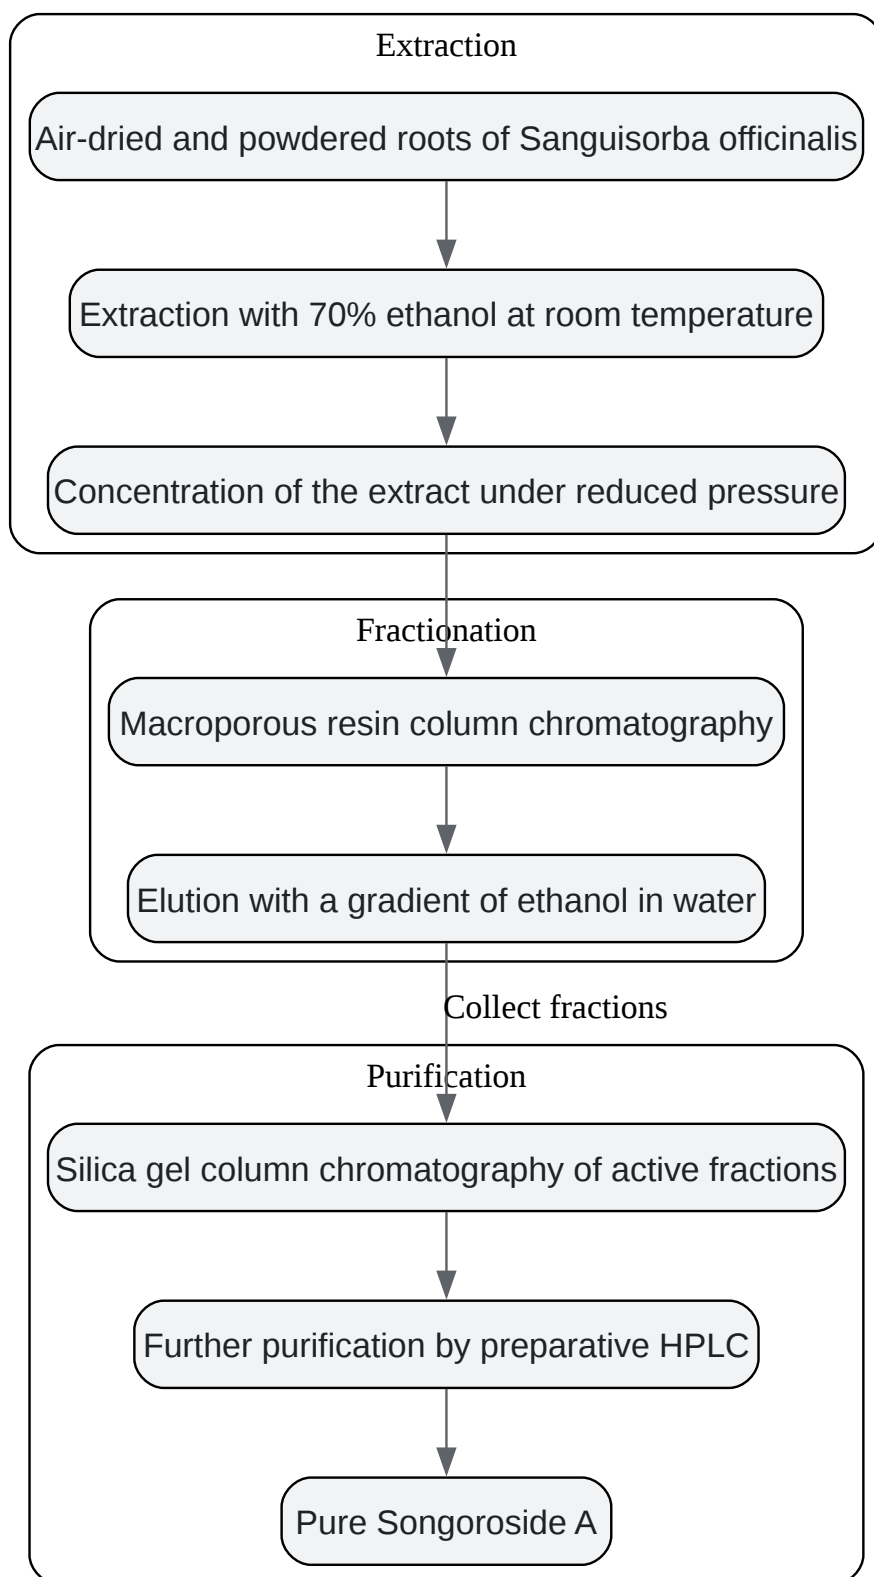 Extraction
Air-dried and powdered roots of Sanguisorba officinalis
Extraction with 70% ethanol at room temperature
Concentration of the extract under reduced pressure
Fractionation
Macroporous resin column chromatography
Elution with a gradient of ethanol in water
Collect fractions
Purification
Silica gel column chromatography of active fractions
Further purification by preparative HPLC
Pure Songoroside A